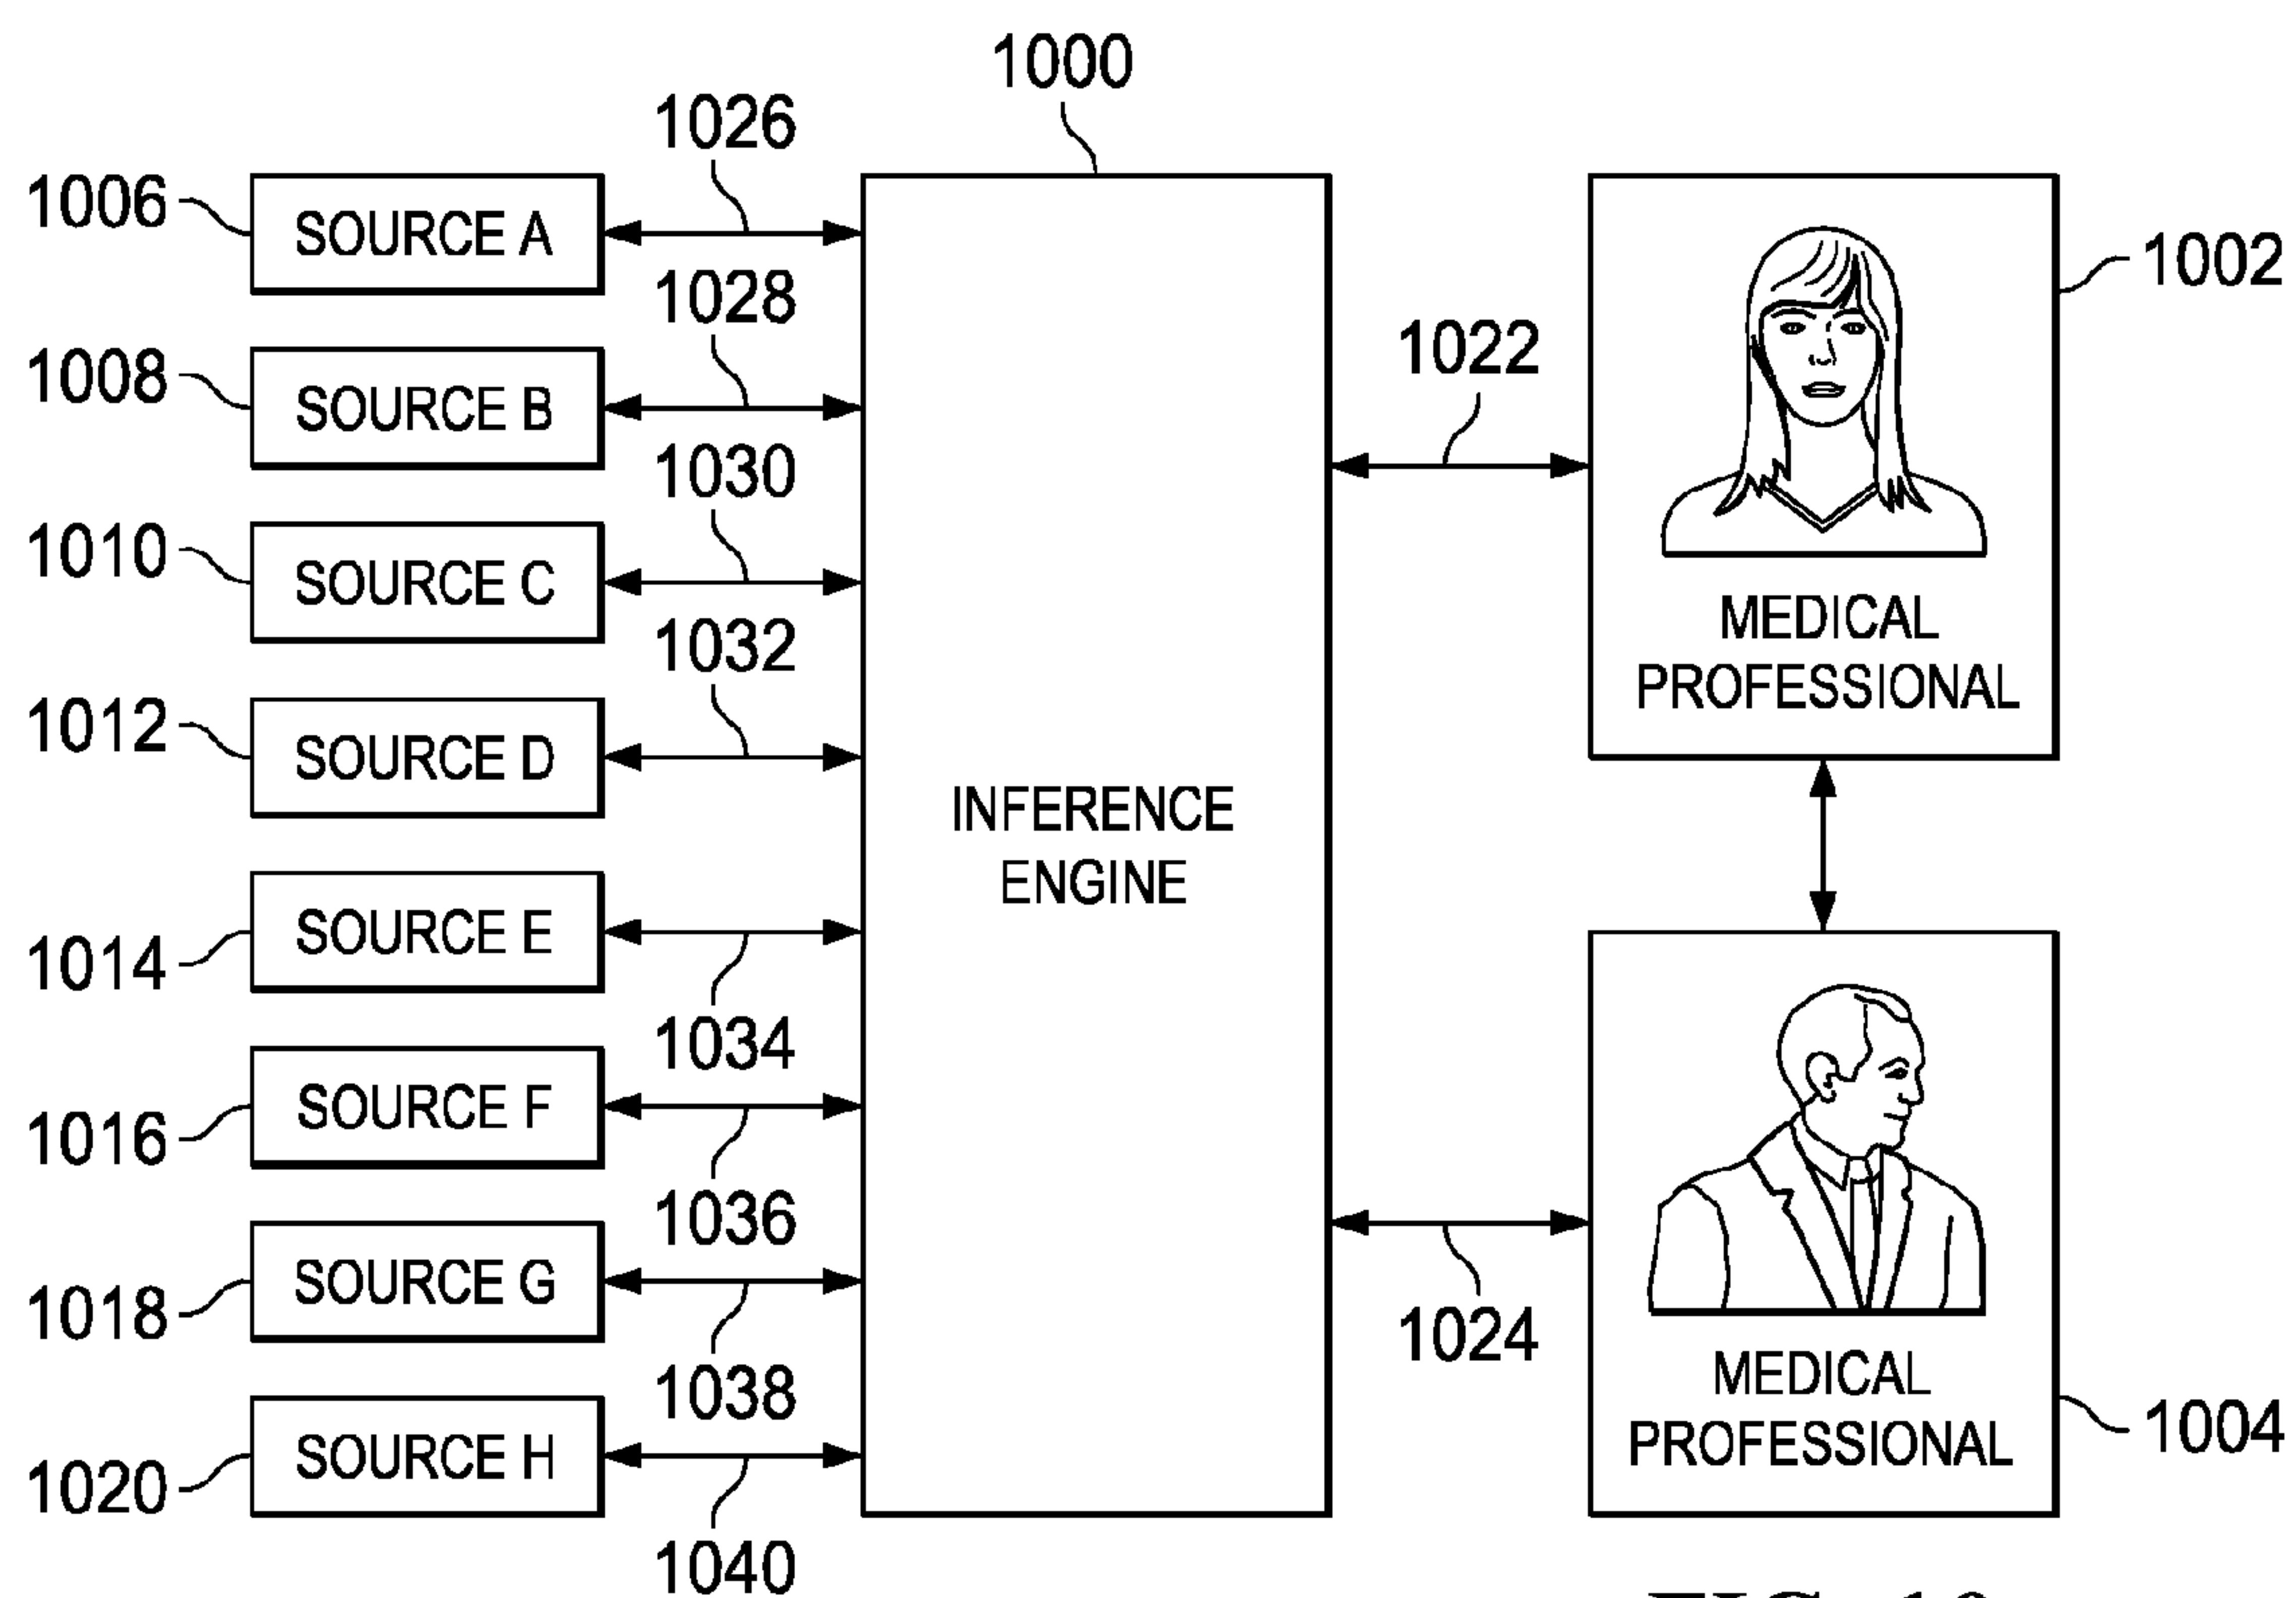 1000
1026
1006
SOURCE A
1028
1008
SOURCE B
1030
1010
SOURCE C
1032
1012
SOURCE D
1014
SOURCE E
1034
1016
SOURCE F
1036
1018
SOURCE G
1038
1020
SOURCE H
1040
INFERENCE
ENGINE
1022
1002
MEDICAL
PROFESSIONAL
1024
1004
MEDICAL
PROFESSIONAL